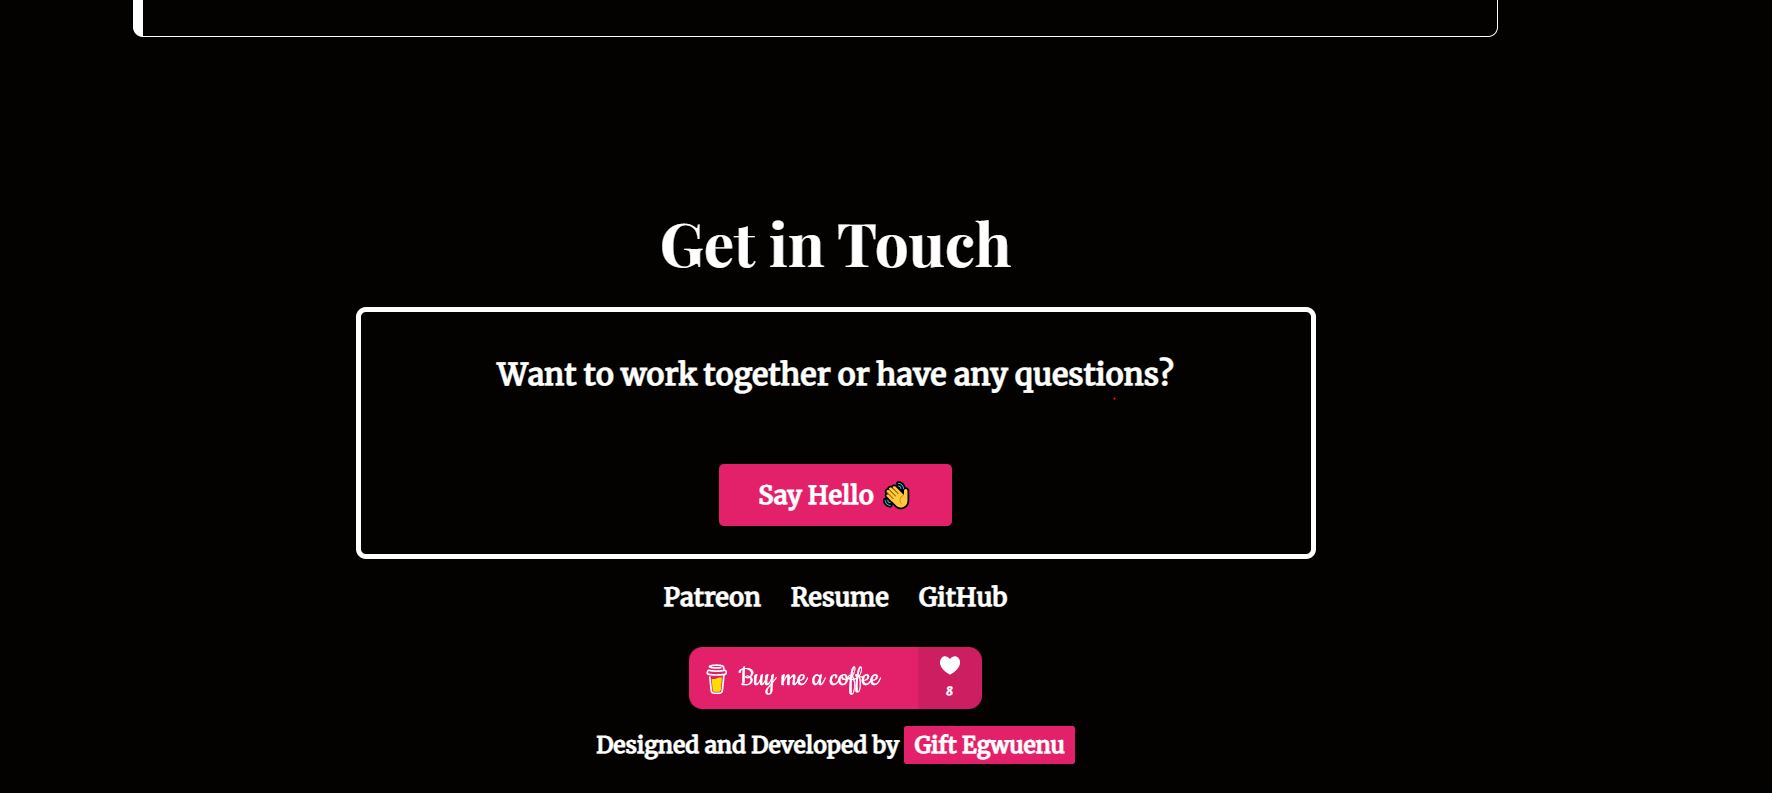 Get in Touch
Want to work together or have any questions?
Say Hello 👋
Patreon Resume GitHub
Buy me a coffee 8
Designed and Developed by Gift Egwuenu